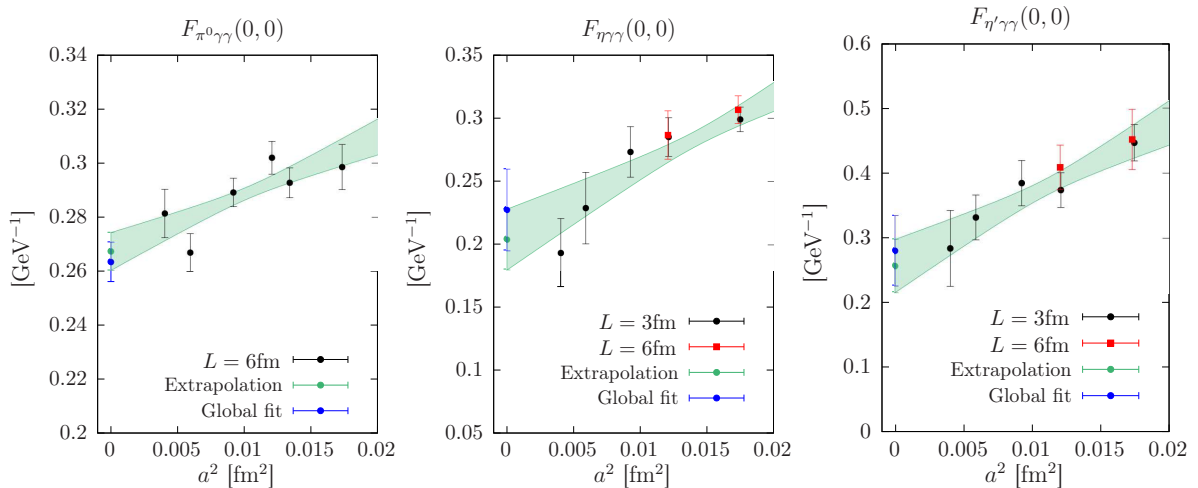 F_{π⁰γγ}(0, 0)
[GeV⁻¹]
0.34
0.32
0.3
0.28
0.26
0.24
0.22
0.2
L = 6fm
Extrapolation
Global fit
0 0.005 0.01 0.015 0.02
a² [fm²]
F_{ηγγ}(0, 0)
[GeV⁻¹]
0.35
0.3
0.25
0.2
0.15
0.1
0.05
L = 3fm
L = 6fm
Extrapolation
Global fit
0 0.005 0.01 0.015 0.02
a² [fm²]
F_{η′γγ}(0, 0)
[GeV⁻¹]
0.6
0.5
0.4
0.3
0.2
0.1
0
L = 3fm
L = 6fm
Extrapolation
Global fit
0 0.005 0.01 0.015 0.02
a² [fm²]